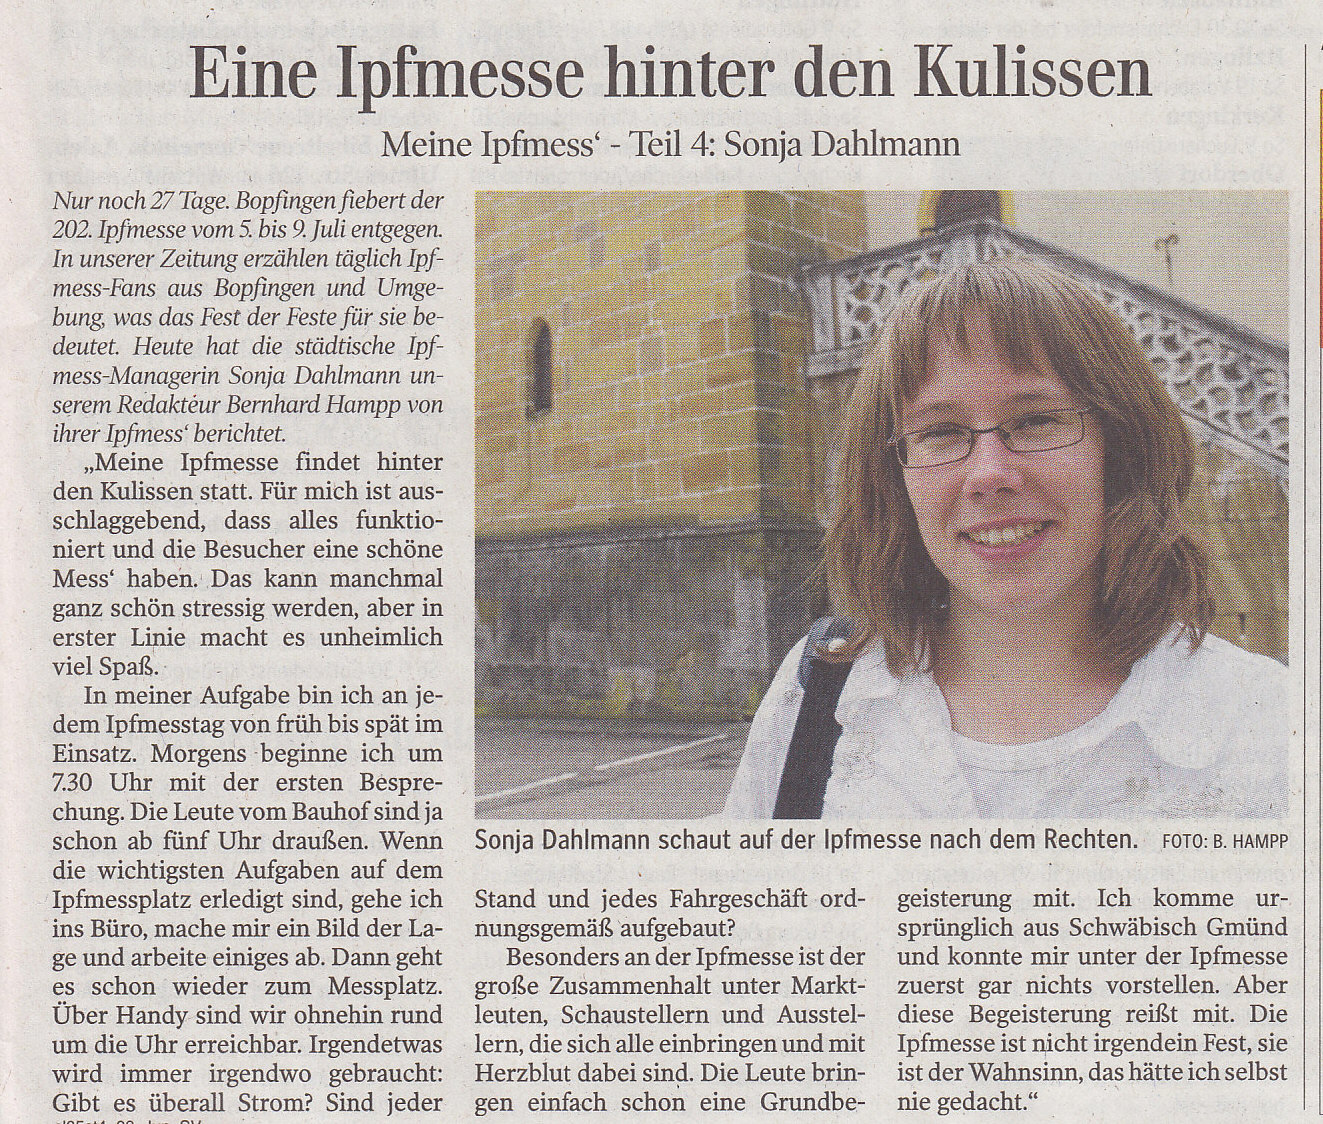 Eine Ipfmesse hinter den Kulissen
Meine Ipfmess‘ - Teil 4: Sonja Dahlmann
Nur noch 27 Tage. Bopfingen fiebert der
202. Ipfmesse vom 5. bis 9. Juli entgegen.
In unserer Zeitung erzählen täglich Ipf-
mess-Fans aus Bopfingen und Umge-
bung, was das Fest der Feste für sie be-
deutet. Heute hat die städtische Ipf-
mess-Managerin Sonja Dahlmann un-
serem Redakteur Bernhard Hampp von
ihrer Ipfmess‘ berichtet.
„Meine Ipfmesse findet hinter
den Kulissen statt. Für mich ist aus-
schlaggebend, dass alles funktio-
niert und die Besucher eine schöne
Mess‘ haben. Das kann manchmal
ganz schön stressig werden, aber in
erster Linie macht es unheimlich
viel Spaß.
In meiner Aufgabe bin ich an je-
dem Ipfmesstag von früh bis spät im
Einsatz. Morgens beginne ich um
7.30 Uhr mit der ersten Bespre-
chung. Die Leute vom Bauhof sind ja
schon ab fünf Uhr draußen. Wenn
die wichtigsten Aufgaben auf dem
Ipfmessplatz erledigt sind, gehe ich
ins Büro, mache mir ein Bild der La-
ge und arbeite einiges ab. Dann geht
es schon wieder zum Messplatz.
Über Handy sind wir ohnehin rund
um die Uhr erreichbar. Irgendetwas
wird immer irgendwo gebraucht:
Gibt es überall Strom? Sind jeder
Sonja Dahlmann schaut auf der Ipfmesse nach dem Rechten. FOTO: B. HAMPP
Stand und jedes Fahrgeschäft ord-
nungsgemäß aufgebaut?
Besonders an der Ipfmesse ist der
große Zusammenhalt unter Markt-
leuten, Schaustellern und Ausstel-
lern, die sich alle einbringen und mit
Herzblut dabei sind. Die Leute brin-
gen einfach schon eine Grundbe-
geisterung mit. Ich komme ur-
sprünglich aus Schwäbisch Gmünd
und konnte mir unter der Ipfmesse
zuerst gar nichts vorstellen. Aber
diese Begeisterung reißt mit. Die
Ipfmesse ist nicht irgendein Fest, sie
ist der Wahnsinn, das hätte ich selbst
nie gedacht.“